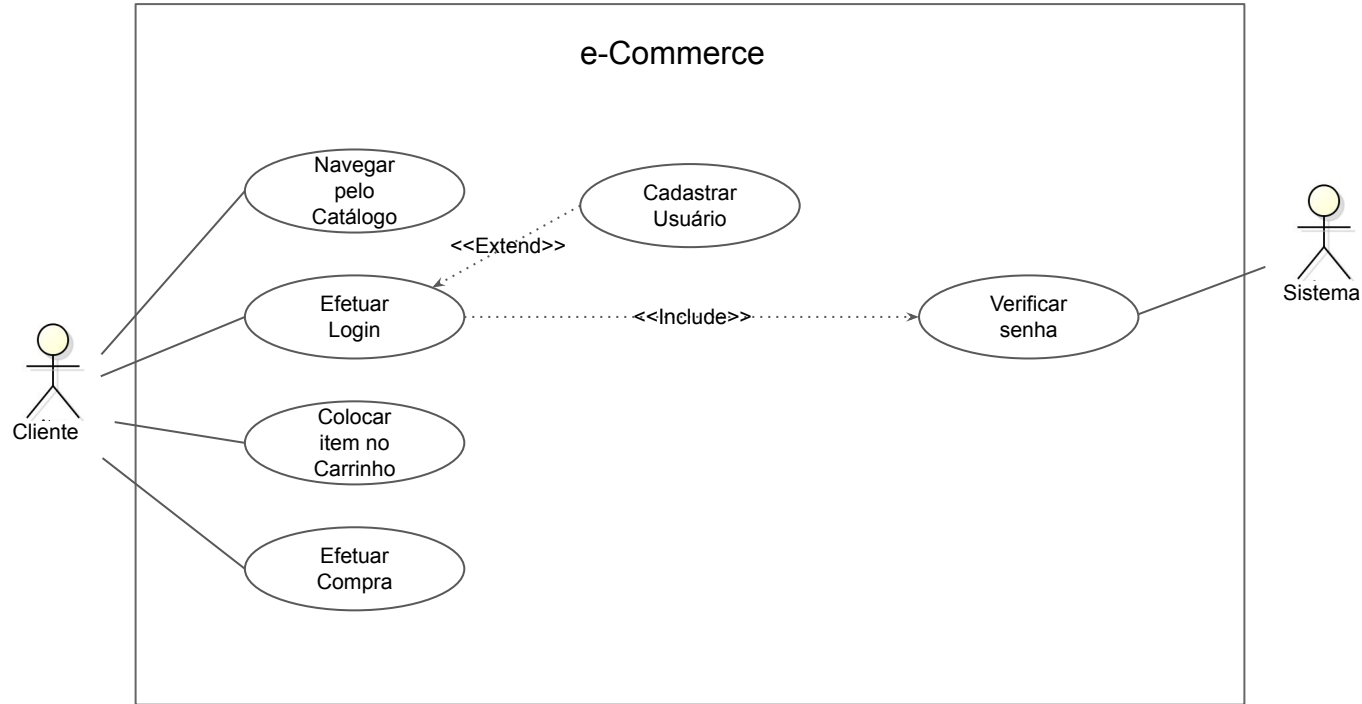 e-Commerce
Navegar
pelo
Catálogo
Cadastrar
Usuário
<<Extend>>
Efetuar
Login
<<Include>>
Verificar
senha
Sistema
Cliente
Colocar
item no
Carrinho
Efetuar
Compra